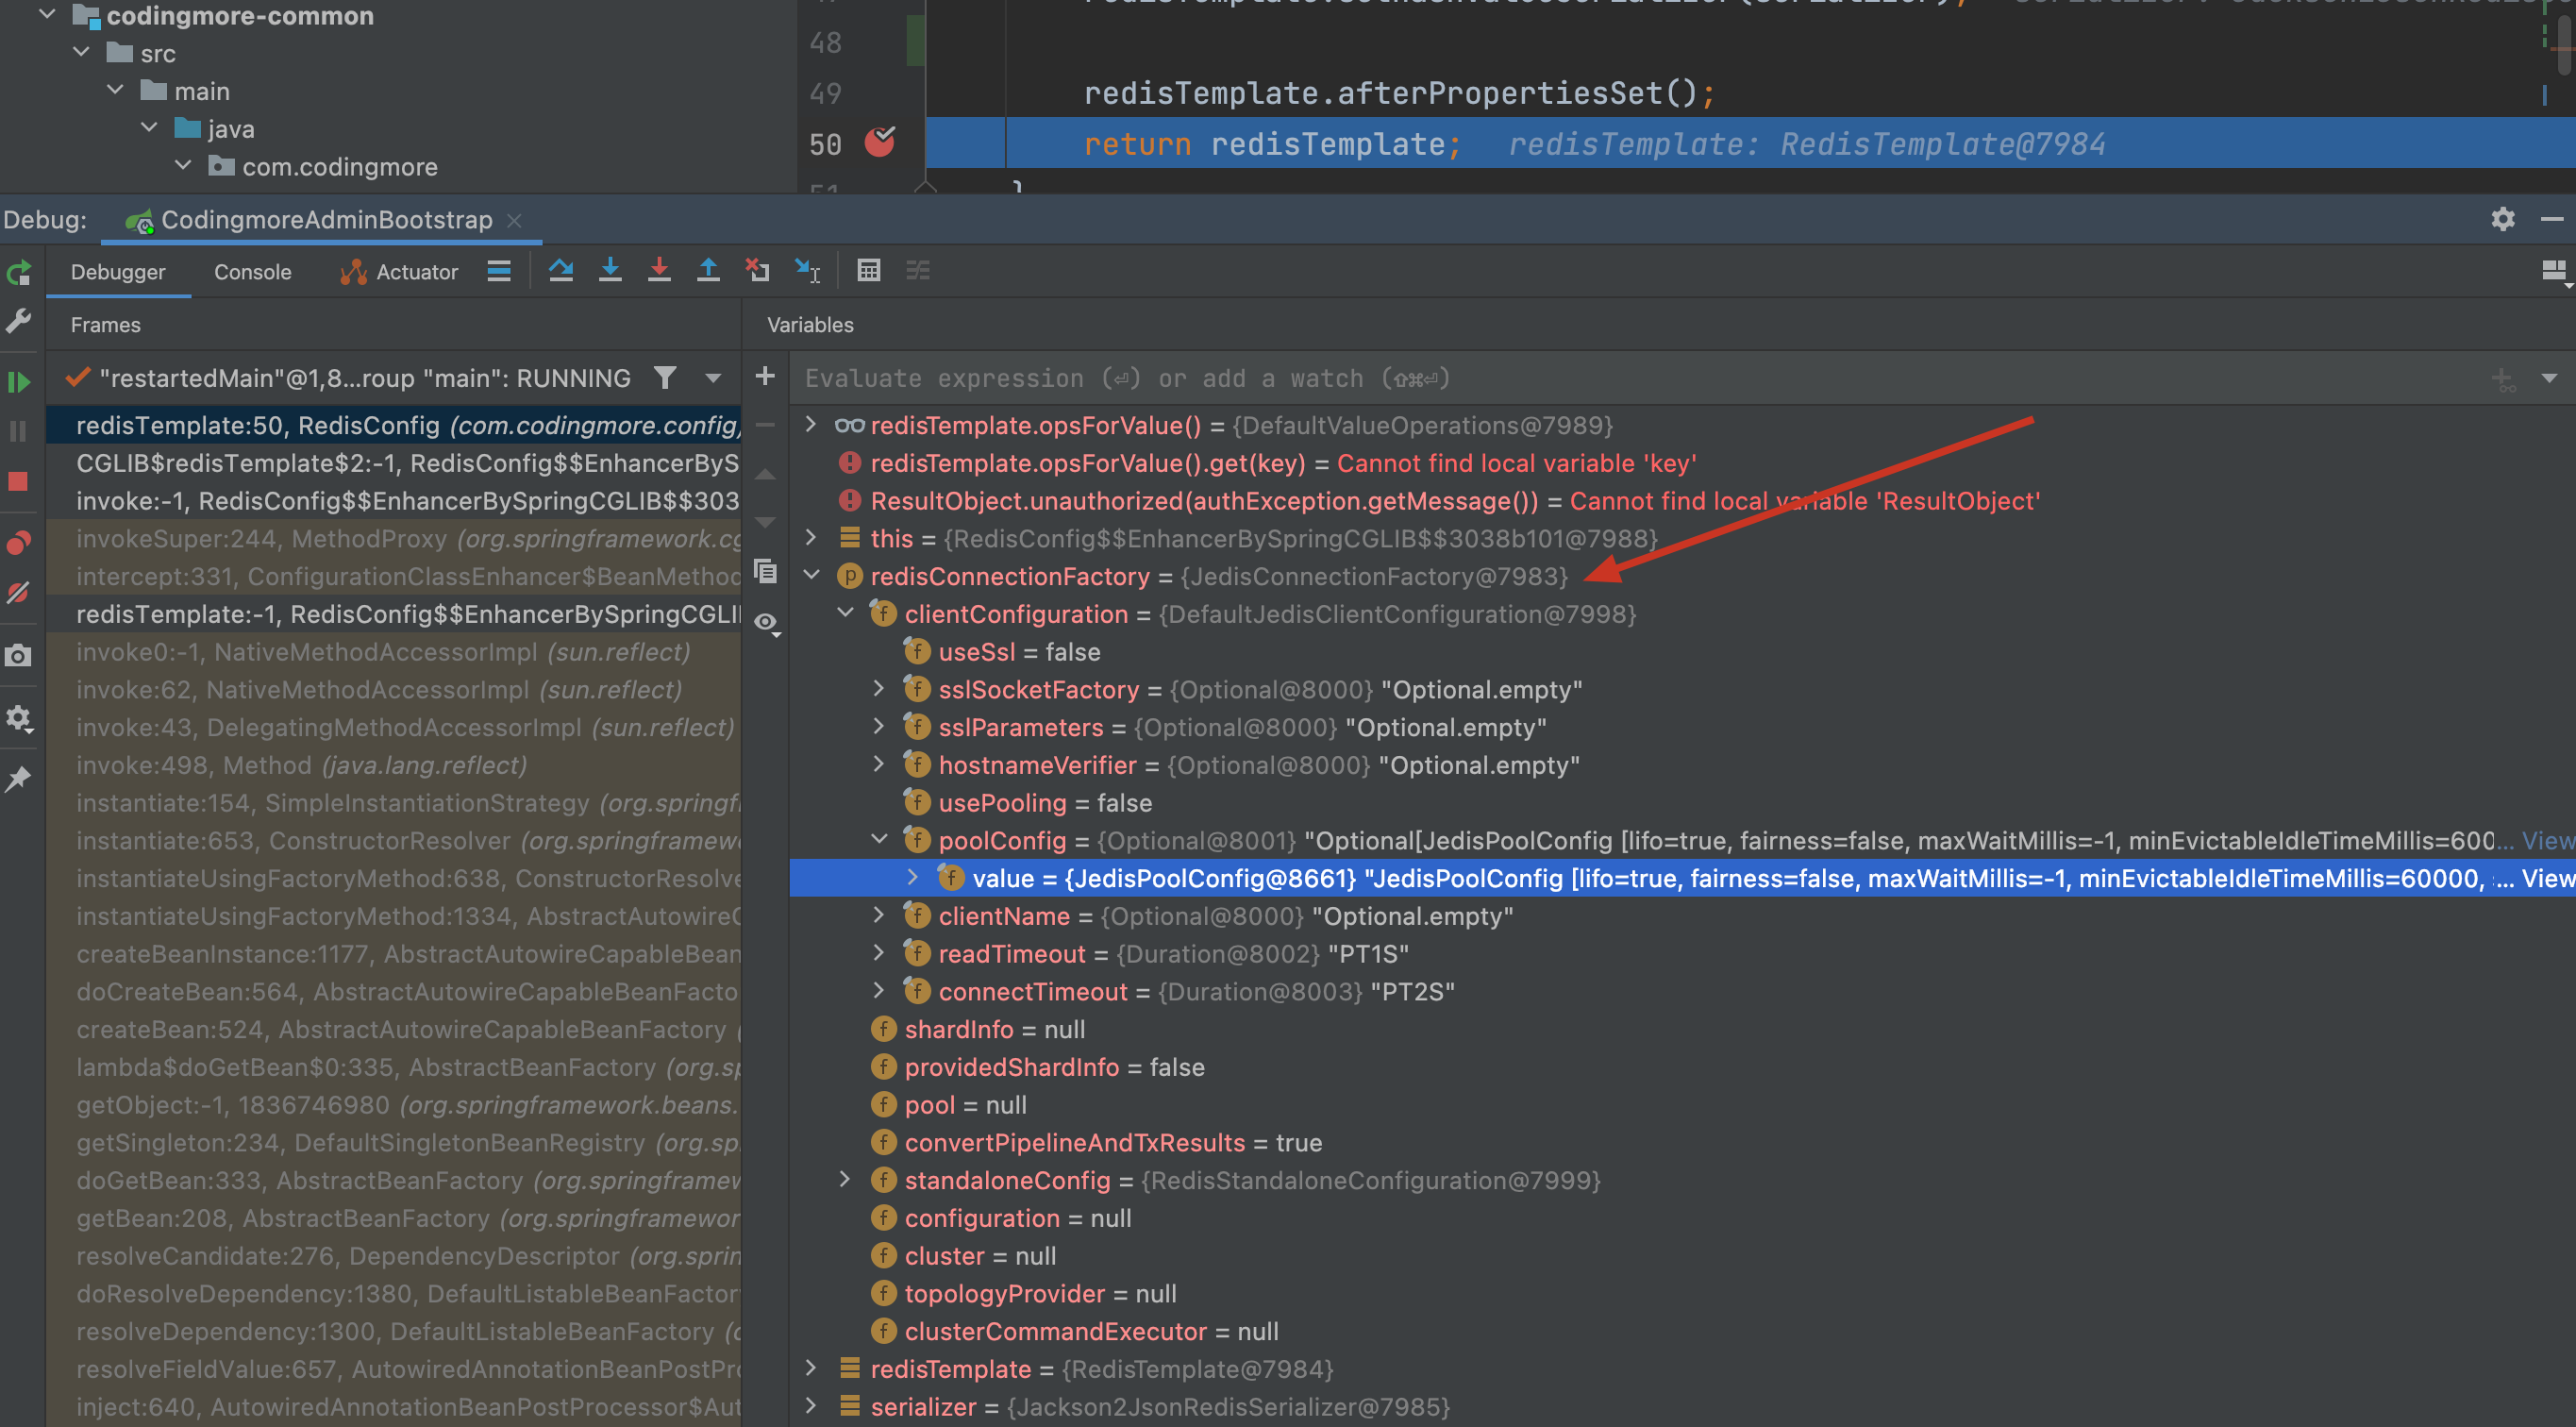 codingmore-common
src
main
java
com.codingmore
48
49 redisTemplate.afterPropertiesSet();
50 return redisTemplate; redisTemplate: RedisTemplate@7984
51 }
Debug: CodingmoreAdminBootstrap
Debugger Console Actuator
Frames
Variables
"restartedMain"@1,8...roup "main": RUNNING
Evaluate expression (⏎) or add a watch (⇧⌘⏎)
redisTemplate:50, RedisConfig (com.codingmore.config)
CGLIB$redisTemplate$2:-1, RedisConfig$$EnhancerByS
invoke:-1, RedisConfig$$EnhancerBySpringCGLIB$$303
invokeSuper:244, MethodProxy (org.springframework.cg
intercept:331, ConfigurationClassEnhancer$BeanMethod
redisTemplate:-1, RedisConfig$$EnhancerBySpringCGLI
invoke0:-1, NativeMethodAccessorImpl (sun.reflect)
invoke:62, NativeMethodAccessorImpl (sun.reflect)
invoke:43, DelegatingMethodAccessorImpl (sun.reflect)
invoke:498, Method (java.lang.reflect)
instantiate:154, SimpleInstantiationStrategy (org.springf
instantiate:653, ConstructorResolver (org.springframew
instantiateUsingFactoryMethod:638, ConstructorResolve
instantiateUsingFactoryMethod:1334, AbstractAutowireC
createBeanInstance:1177, AbstractAutowireCapableBean
doCreateBean:564, AbstractAutowireCapableBeanFacto
createBean:524, AbstractAutowireCapableBeanFactory (
lambda$doGetBean$0:335, AbstractBeanFactory (org.sp
getObject:-1, 1836746980 (org.springframework.beans.
getSingleton:234, DefaultSingletonBeanRegistry (org.sp
doGetBean:333, AbstractBeanFactory (org.springframew
getBean:208, AbstractBeanFactory (org.springframewor
resolveCandidate:276, DependencyDescriptor (org.sprin
doResolveDependency:1380, DefaultListableBeanFactor
resolveDependency:1300, DefaultListableBeanFactory (o
resolveFieldValue:657, AutowiredAnnotationBeanPostPro
inject:640, AutowiredAnnotationBeanPostProcessor$Aut
redisTemplate.opsForValue() = {DefaultValueOperations@7989}
redisTemplate.opsForValue().get(key) = Cannot find local variable 'key'
ResultObject.unauthorized(authException.getMessage()) = Cannot find local variable 'ResultObject'
this = {RedisConfig$$EnhancerBySpringCGLIB$$3038b101@7988}
redisConnectionFactory = {JedisConnectionFactory@7983}
clientConfiguration = {DefaultJedisClientConfiguration@7998}
useSsl = false
sslSocketFactory = {Optional@8000} "Optional.empty"
sslParameters = {Optional@8000} "Optional.empty"
hostnameVerifier = {Optional@8000} "Optional.empty"
usePooling = false
poolConfig = {Optional@8001} "Optional[JedisPoolConfig [lifo=true, fairness=false, maxWaitMillis=-1, minEvictableIdleTimeMillis=600... View
value = {JedisPoolConfig@8661} "JedisPoolConfig [lifo=true, fairness=false, maxWaitMillis=-1, minEvictableIdleTimeMillis=60000, ... View
clientName = {Optional@8000} "Optional.empty"
readTimeout = {Duration@8002} "PT1S"
connectTimeout = {Duration@8003} "PT2S"
shardInfo = null
providedShardInfo = false
pool = null
convertPipelineAndTxResults = true
standaloneConfig = {RedisStandaloneConfiguration@7999}
configuration = null
cluster = null
topologyProvider = null
clusterCommandExecutor = null
redisTemplate = {RedisTemplate@7984}
serializer = {Jackson2JsonRedisSerializer@7985}